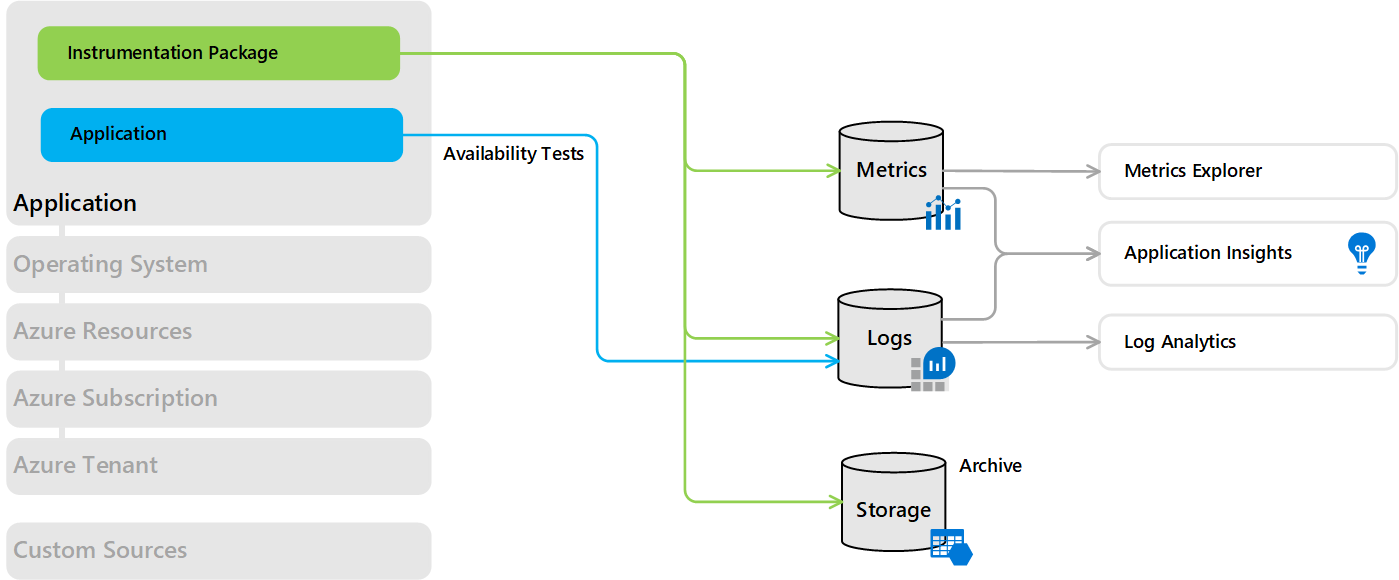 Instrumentation Package
Application
Availability Tests
Application
Operating System
Azure Resources
Azure Subscription
Azure Tenant
Custom Sources
Metrics
Logs
Storage
Archive
Metrics Explorer
Application Insights
Log Analytics